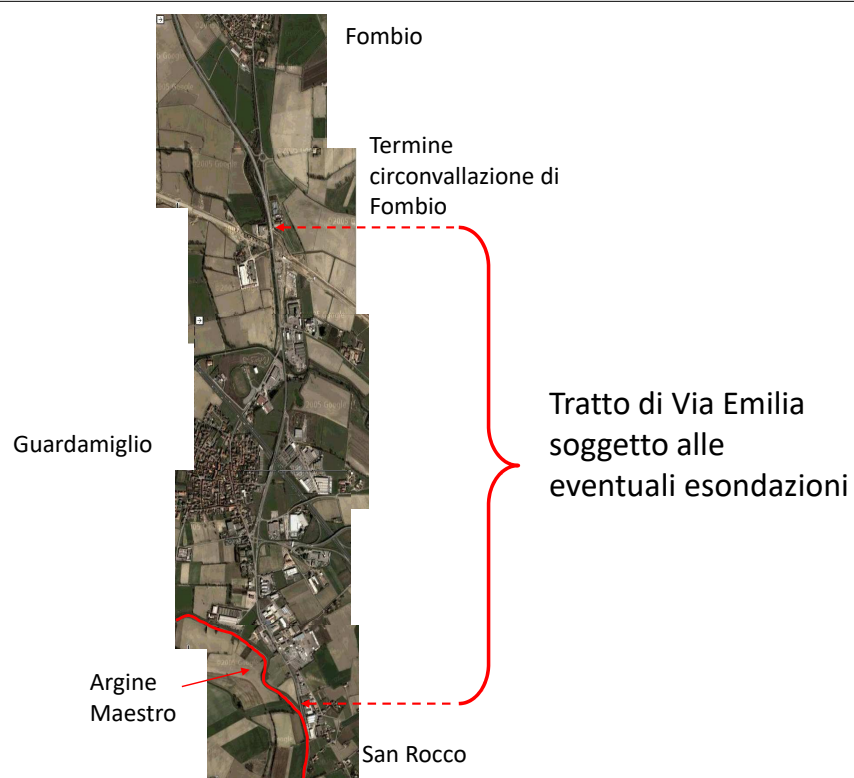 Fombio
Termine
circonvallazione di
Fombio
Tratto di Via Emilia
soggetto alle
eventuali esondazioni
Guardamiglio
Argine
Maestro
San Rocco